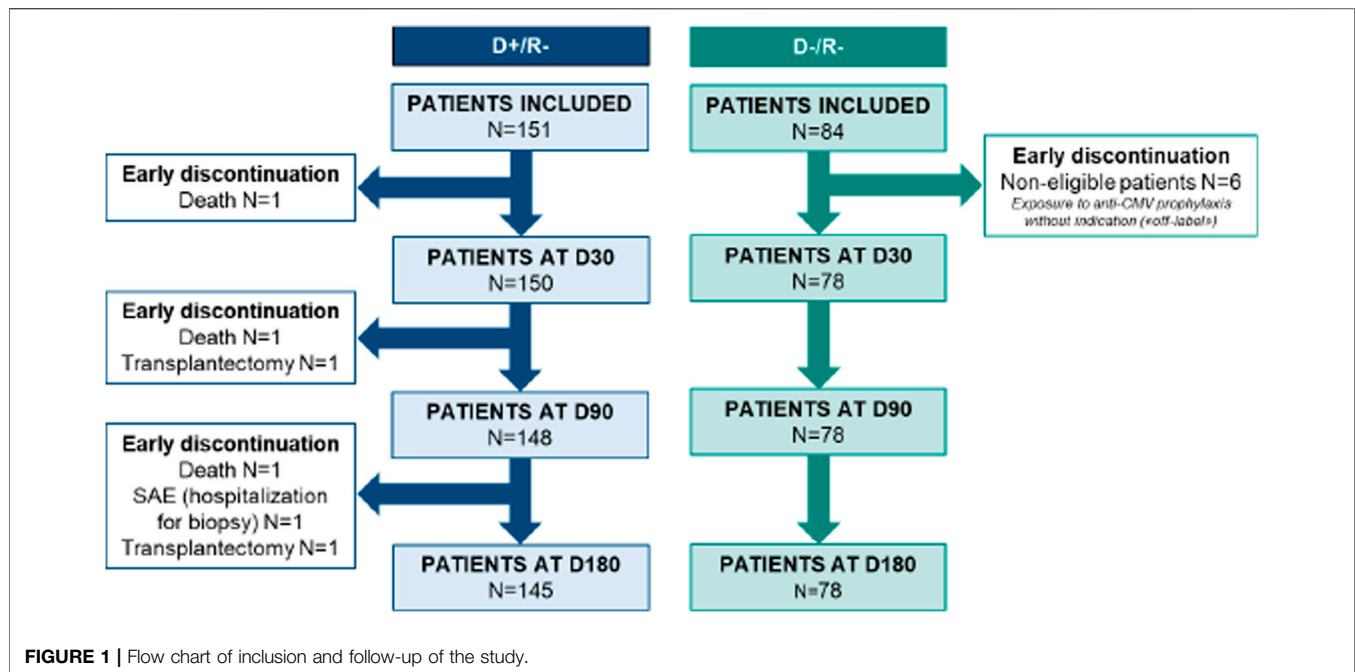 D+/R-
PATIENTS INCLUDED
N=151
Early discontinuation
Death N=1
PATIENTS AT D30
N=150
Early discontinuation
Death N=1
Transplantectomy N=1
PATIENTS AT D90
N=148
Early discontinuation
Death N=1
SAE (hospitalization
for biopsy) N=1
Transplantectomy N=1
PATIENTS AT D180
N=145
D-/R-
PATIENTS INCLUDED
N=84
Early discontinuation
Non-eligible patients N=6
Exposure to anti-CMV prophylaxis
without indication («off-label»)
PATIENTS AT D30
N=78
PATIENTS AT D90
N=78
PATIENTS AT D180
N=78
FIGURE 1 | Flow chart of inclusion and follow-up of the study.